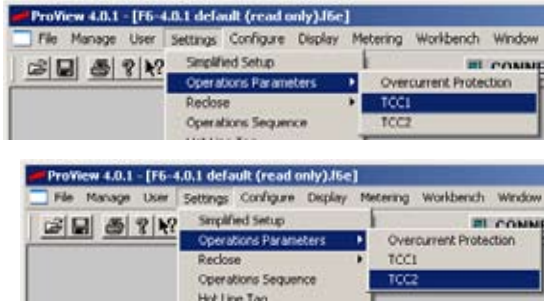 ProView 4.0.1 - [F6-4.0.1 default (read only).f6e]
File Manage User Settings Configure Display Metering Workbench Window
Simplified Setup
Operations Parameters
Overcurrent Protection
Reclose
TCC1
Operations Sequence
TCC2
Hot Line Tag
ProView 4.0.1 - [F6-4.0.1 default (read only).f6e]
File Manage User Settings Configure Display Metering Workbench Window
Simplified Setup
Operations Parameters
Overcurrent Protection
Reclose
TCC1
Operations Sequence
TCC2
Hot Line Tag